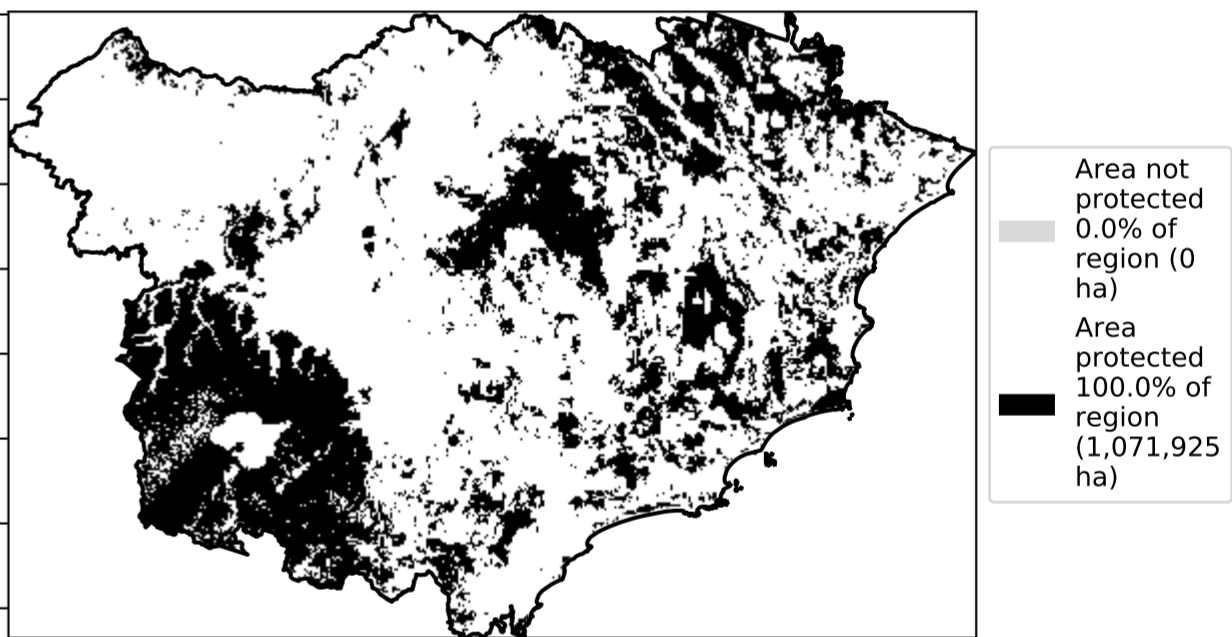 Area not
protected
0.0% of
region (0
ha)
Area
protected
100.0% of
region
(1,071,925
ha)